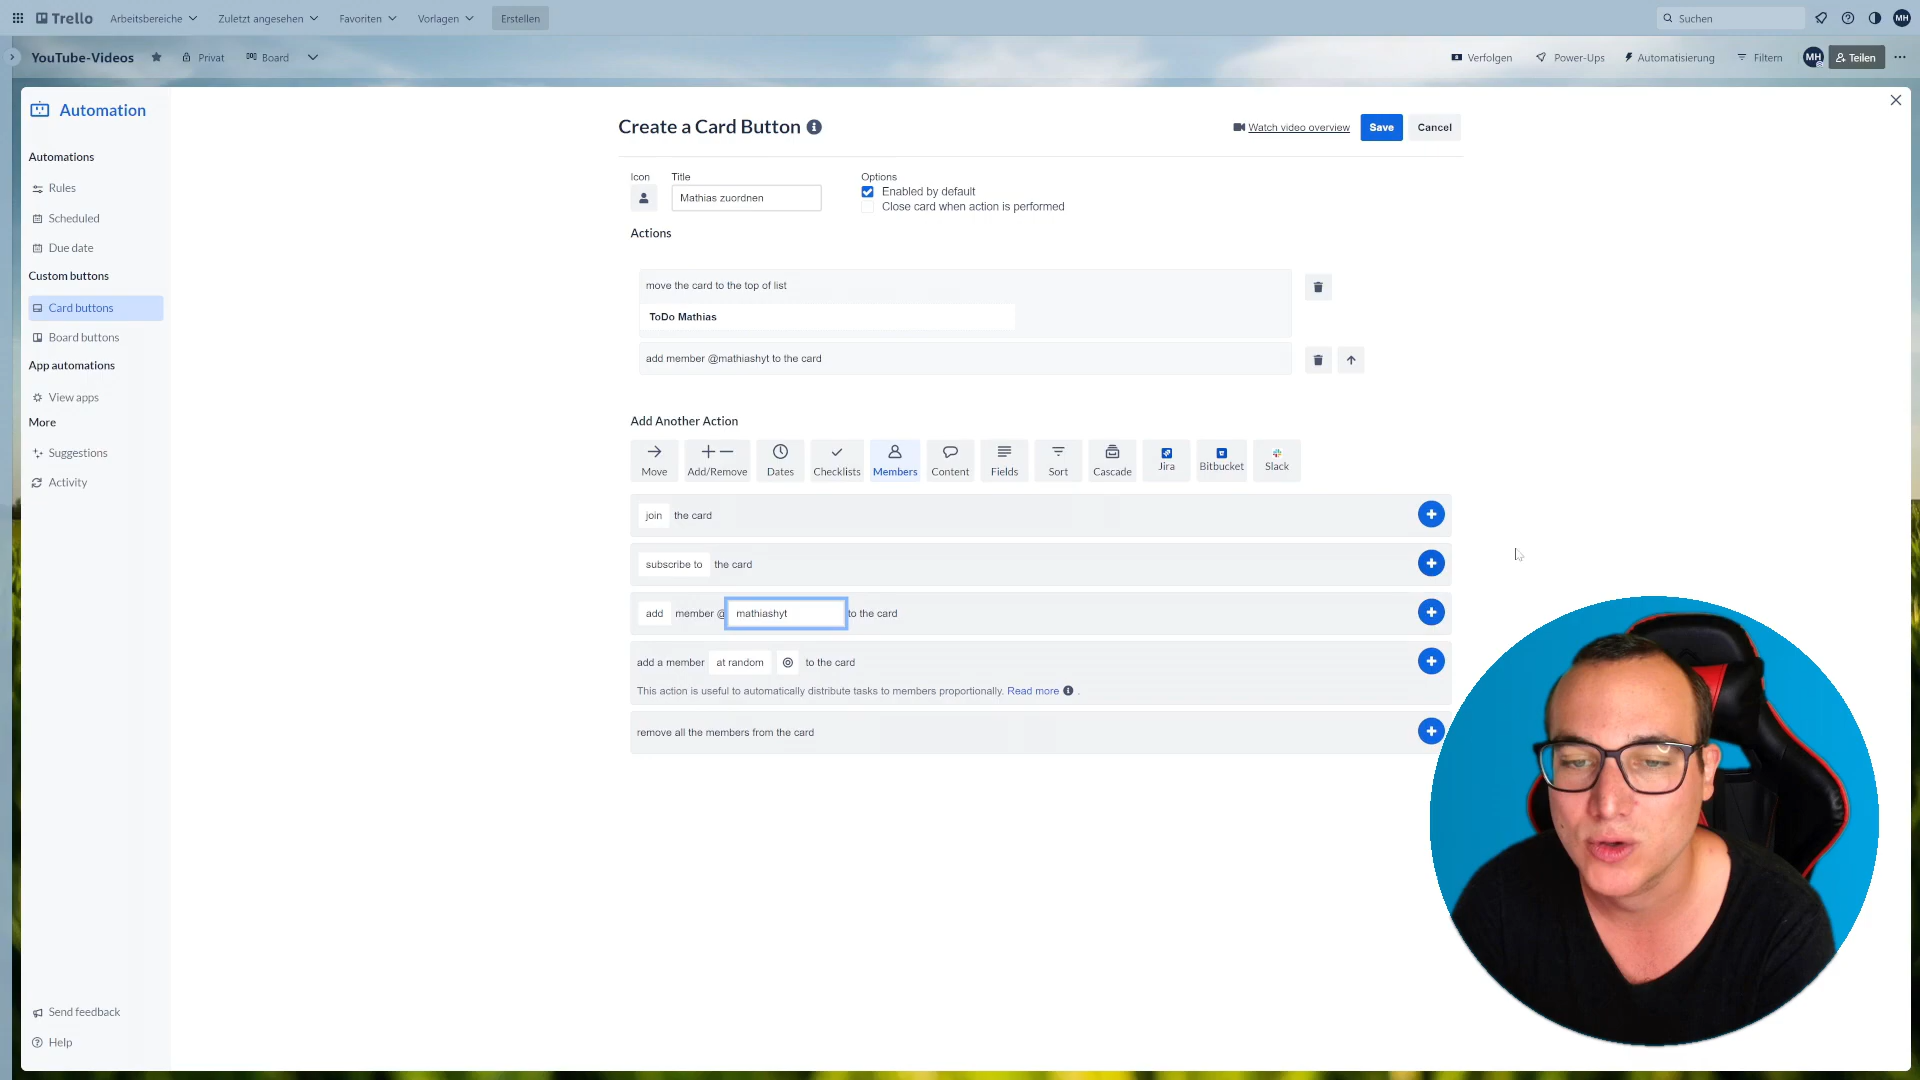 Trello
Arbeitsbereiche
Zuletzt angesehen
Favoriten
Vorlagen
Erstellen
Suchen
MH
YouTube-Videos
Privat
Board
Verfolgen
Power-Ups
Automatisierung
Filtern
MH
Teilen
Automation
Automations
Rules
Scheduled
Due date
Custom buttons
Card buttons
Board buttons
App automations
View apps
More
Suggestions
Activity
Send feedback
Help
Create a Card Button
Watch video overview
Save
Cancel
Icon
Title
Mathias zuordnen
Options
Enabled by default
Close card when action is performed
Actions
move the card to the top of list
ToDo Mathias
add member @mathiashyt to the card
Add Another Action
Move
Add/Remove
Dates
Checklists
Members
Content
Fields
Sort
Cascade
Jira
Bitbucket
Slack
join the card
subscribe to the card
add member @ mathiashyt to the card
add a member at random to the card
This action is useful to automatically distribute tasks to members proportionally. Read more .
remove all the members from the card